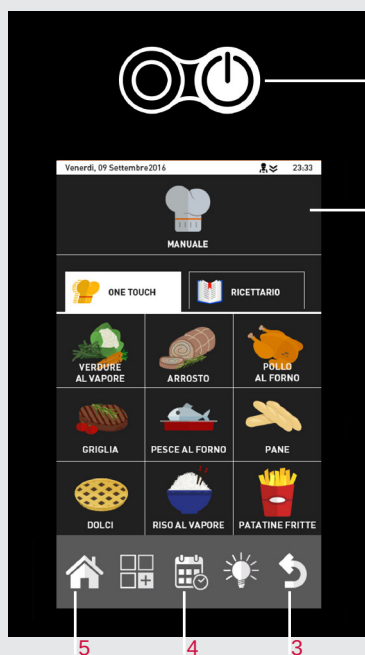 Venerdi, 09 Settembre2016 23:33
MANUALE
ONE TOUCH RICETTARIO
VERDURE
AL VAPORE
ARROSTO
POLLO
AL FORNO
GRIGLIA PESCE AL FORNO PANE
DOLCI RISO AL VAPORE PATATINE FRITTE
5 4 3